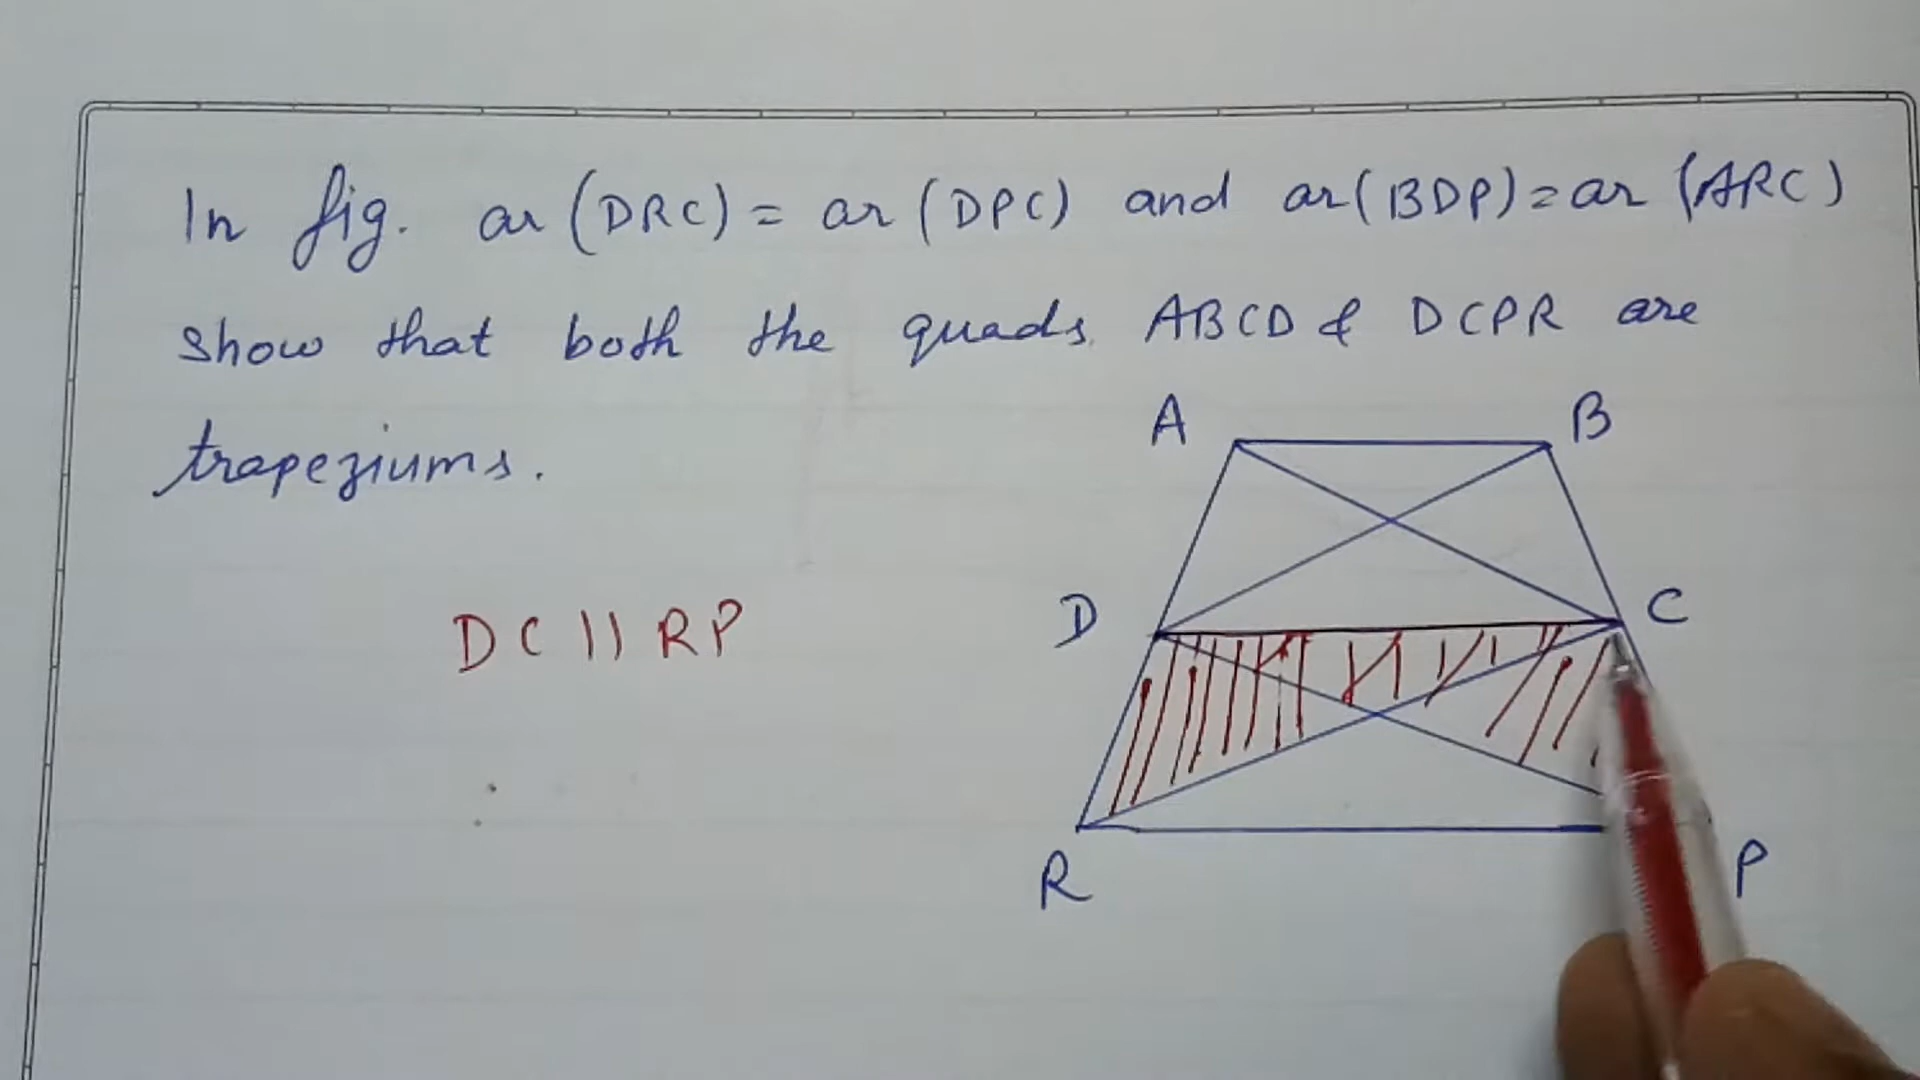 In fig. ar (DRC) = ar (DPC) and ar (BDP) = ar (ARC)
show that both the quads. ABCD & DCPR are
trapeziums.
A B
DC || RP
D C
R P